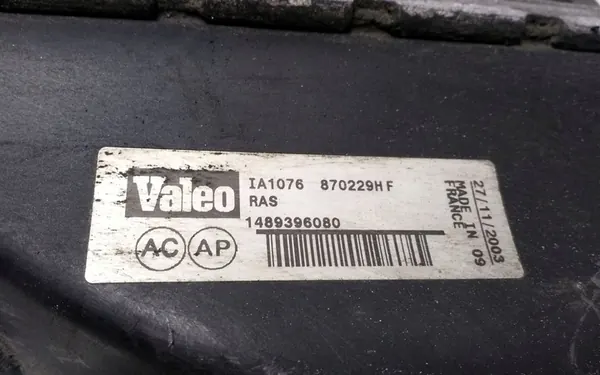 Valeo
IA1076 870229HF
RAS
1489396080
AC AP
27/11/2003
MADE IN 09
FRANCE